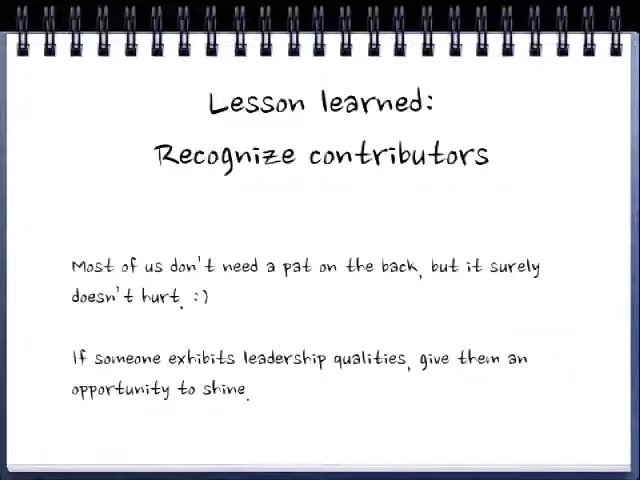 Lesson learned:
Recognize contributors
Most of us don't need a pat on the back, but it surely
doesn't hurt. :)
If someone exhibits leadership qualities, give them an
opportunity to shine.